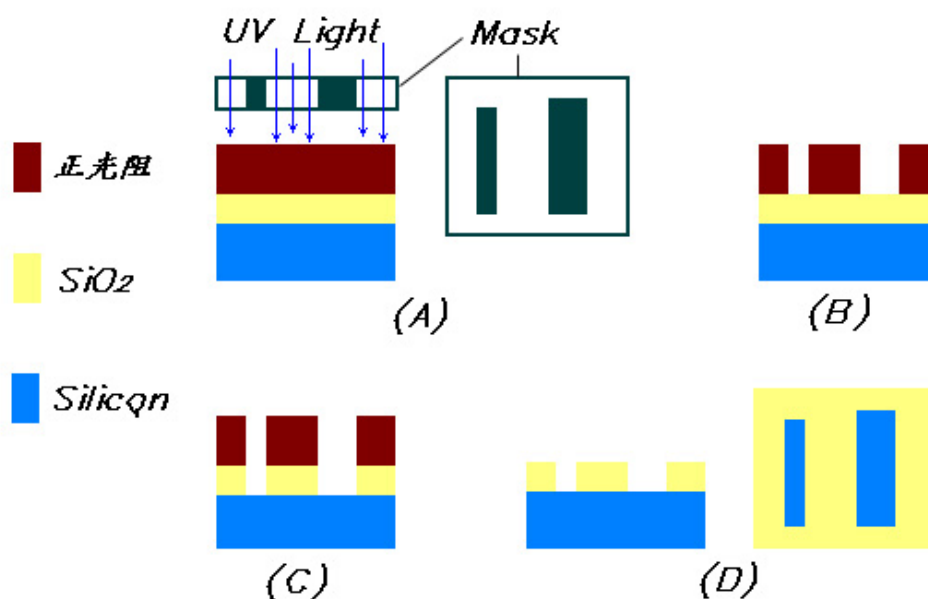 UV Light Mask
正光阻
SiO2
(A)
(B)
Silicqn
(C)
(D)